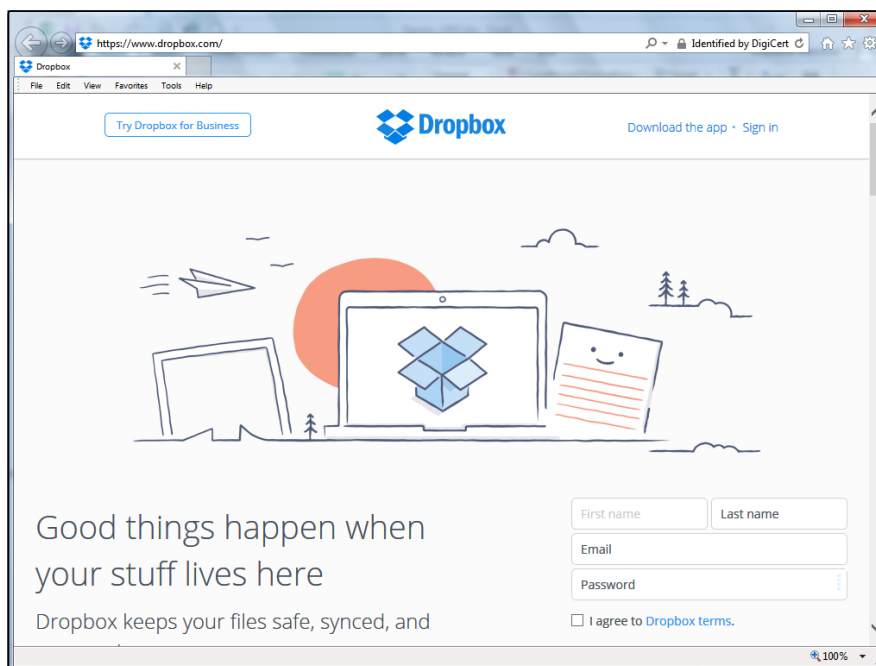 https://www.dropbox.com/
Identified by DigiCert
Dropbox
File Edit View Favorites Tools Help
Try Dropbox for Business
Dropbox
Download the app • Sign in
Good things happen when
your stuff lives here
Dropbox keeps your files safe, synced, and
First name
Last name
Email
Password
I agree to Dropbox terms.
100%